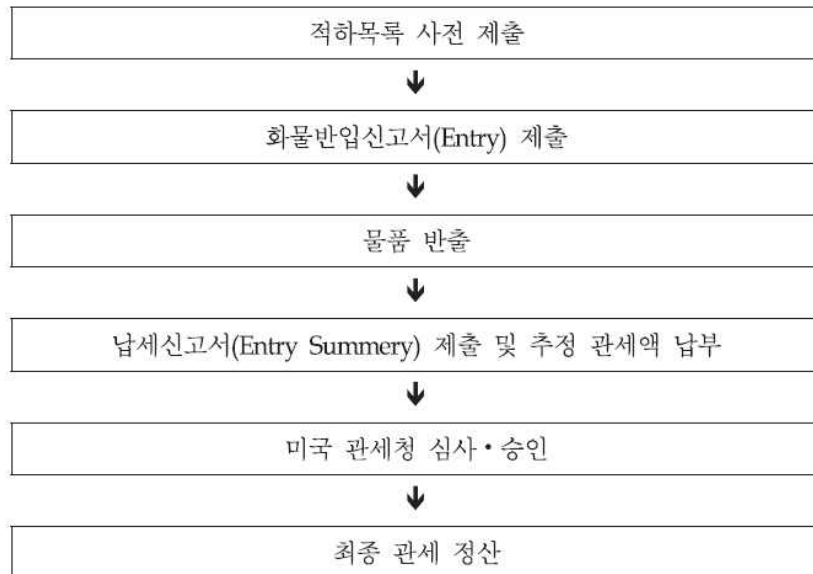 적하목록 사전 제출
화물반입신고서(Entry) 제출
물품 반출
납세신고서(Entry Summery) 제출 및 추정 관세액 납부
미국 관세청 심사·승인
최종 관세 정산